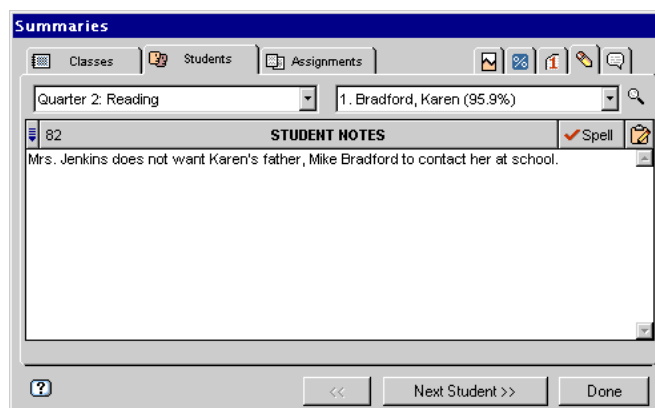 Summaries
Classes Students Assignments % 1
Quarter 2: Reading 1. Bradford, Karen (95.9%)
82 STUDENT NOTES Spell
Mrs. Jenkins does not want Karen's father, Mike Bradford to contact her at school.
? << Next Student >> Done